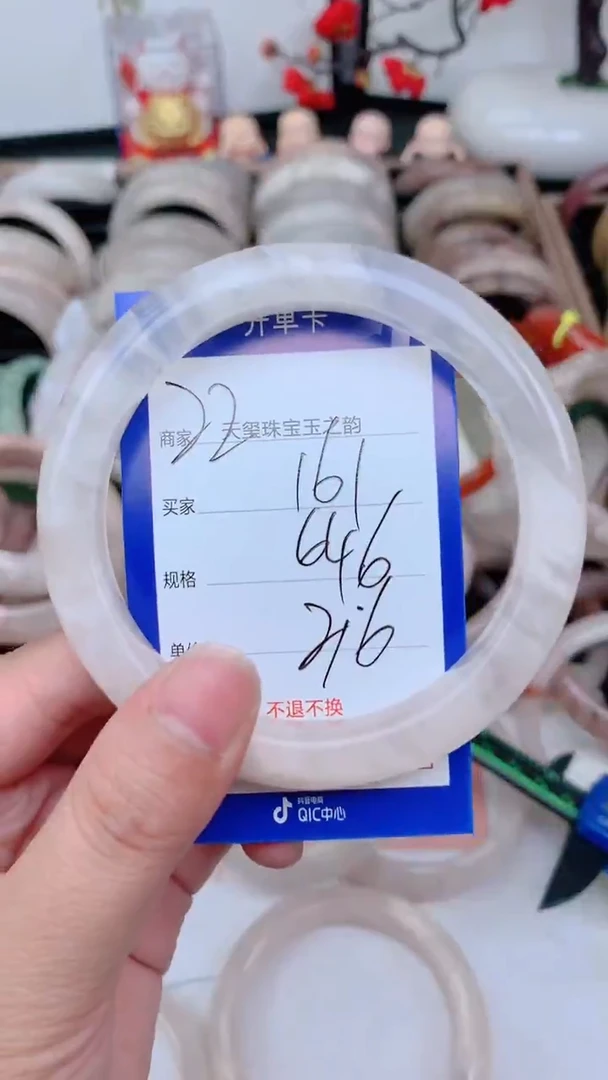 开单卡
商家 天玺珠宝玉之韵
22
买家 161
规格 646
单价
不退不换
抖音电商
QIC中心